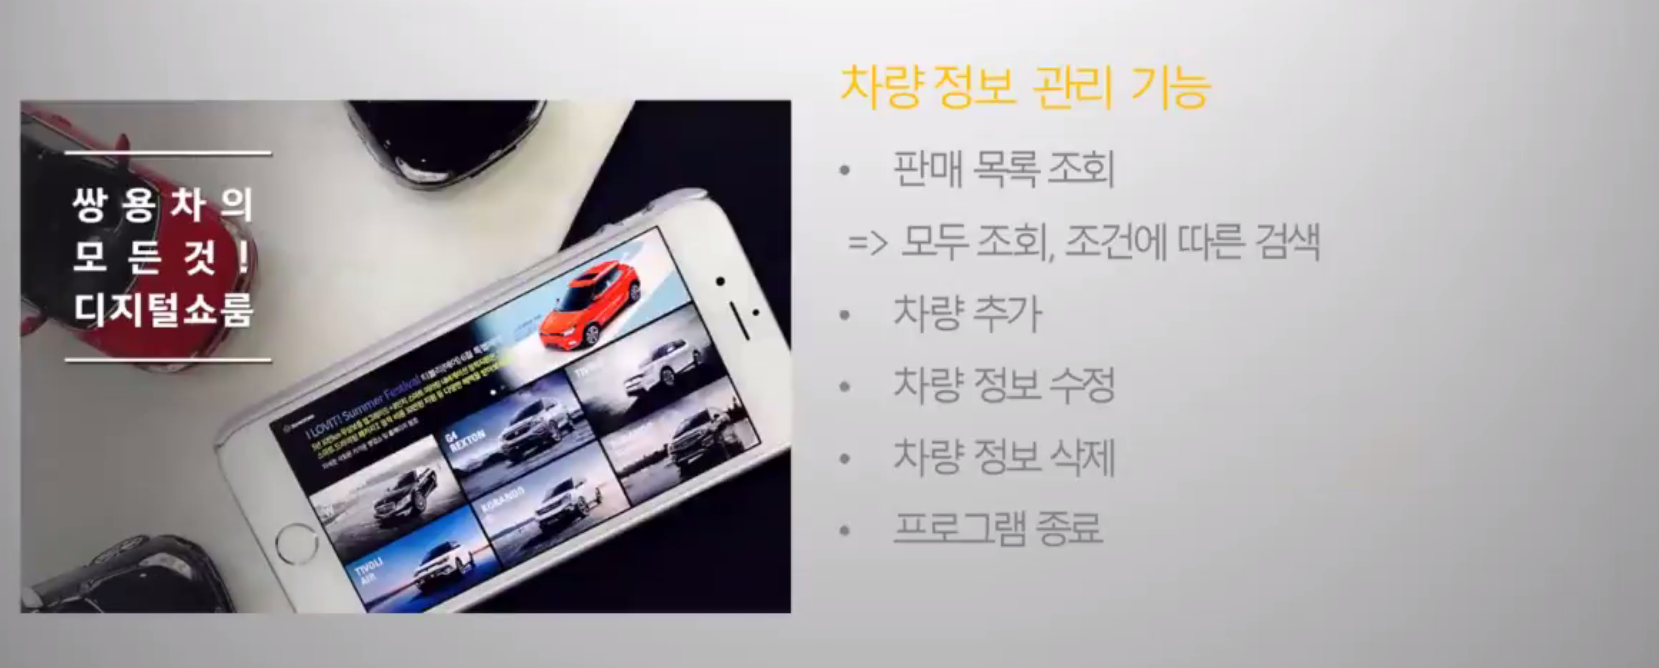 쌍용차의
모든것!
디지털쇼룸
I LOVIT! Summer Festival
G4
REXTON
KORANDO
TIVOLI
AIR
차량 정보 관리 기능
• 판매 목록 조회
=> 모두 조회, 조건에 따른 검색
• 차량 추가
• 차량 정보 수정
• 차량 정보 삭제
• 프로그램 종료